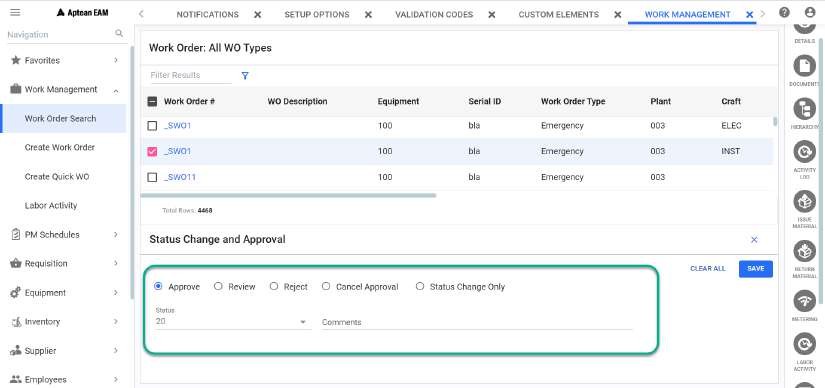 Aptean EAM
NOTIFICATIONS
SETUP OPTIONS
VALIDATION CODES
CUSTOM ELEMENTS
WORK MANAGEMENT
Navigation
Favorites
Work Management
Work Order Search
Create Work Order
Create Quick WO
Labor Activity
PM Schedules
Requisition
Equipment
Inventory
Supplier
Employees
Work Order: All WO Types
Filter Results
Work Order # WO Description Equipment Serial ID Work Order Type Plant Craft
_SWO1 100 bla Emergency 003 ELEC
_SWO1 100 bla Emergency 003 INST
_SWO11 100 bla Emergency 003
Total Rows: 4468
Status Change and Approval
CLEAR ALL SAVE
Approve Review Reject Cancel Approval Status Change Only
Status
20 Comments
DETAILS
DOCUMENTS
HIERARCHY
ACTIVITY
LOG
ISSUE
MATERIAL
RETURN
MATERIAL
METERING
LABOR
ACTIVITY